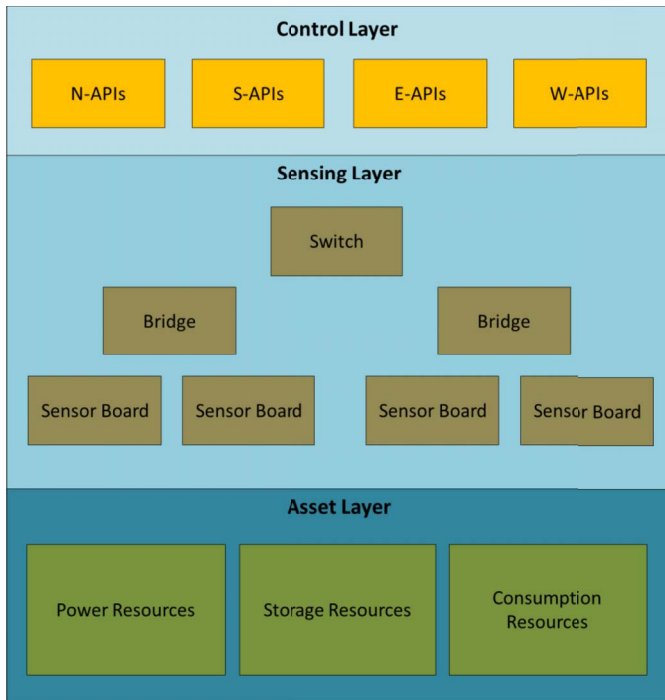 Control Layer
N-APIs
S-APIs
E-APIs
W-APIs
Sensing Layer
Switch
Bridge
Bridge
Sensor Board
Sensor Board
Sensor Board
Sensor Board
Asset Layer
Power Resources
Storage Resources
Consumption
Resources